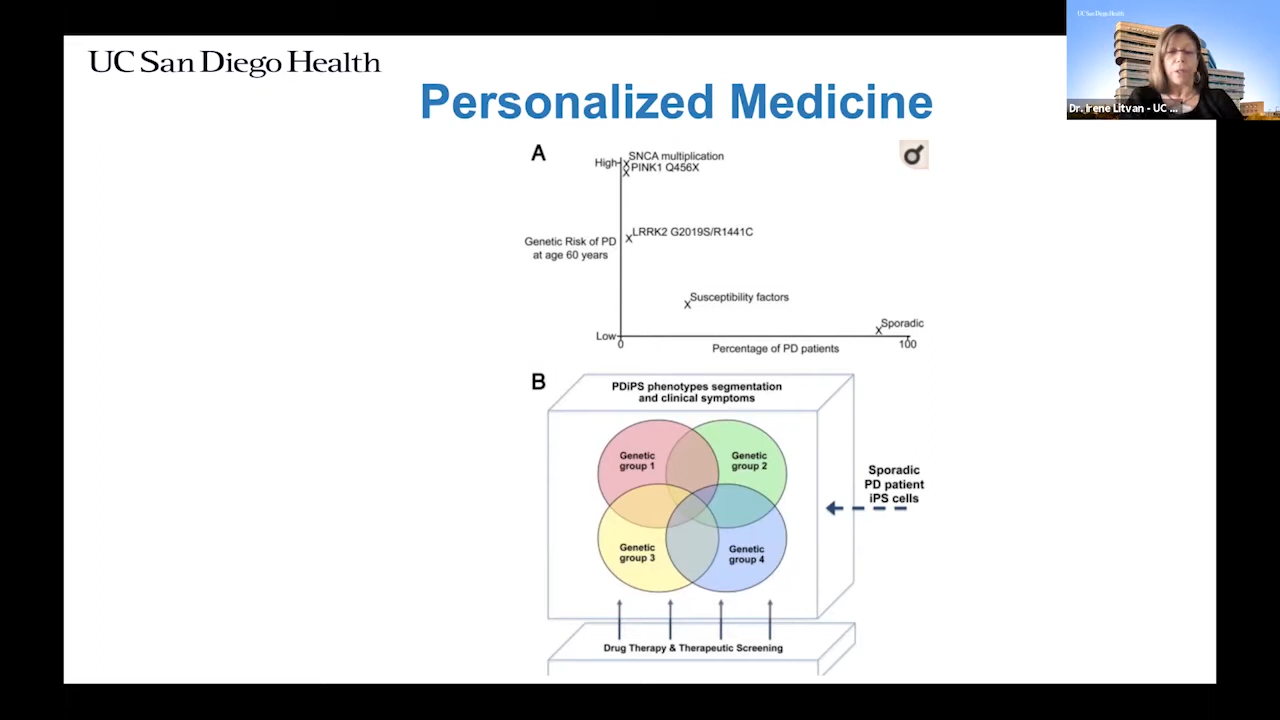 UC San Diego Health
UC San Diego Health
Dr. Irene Litvan - UC ...
Personalized Medicine
A
High
SNCA multiplication
PINK1 Q456X
LRRK2 G2019S/R1441C
Genetic Risk of PD
at age 60 years
Susceptibility factors
Sporadic
Low
0
Percentage of PD patients
100
B
PDiPS phenotypes segmentation
and clinical symptoms
Genetic
group 1
Genetic
group 2
Sporadic
PD patient
iPS cells
Genetic
group 3
Genetic
group 4
Drug Therapy & Therapeutic Screening